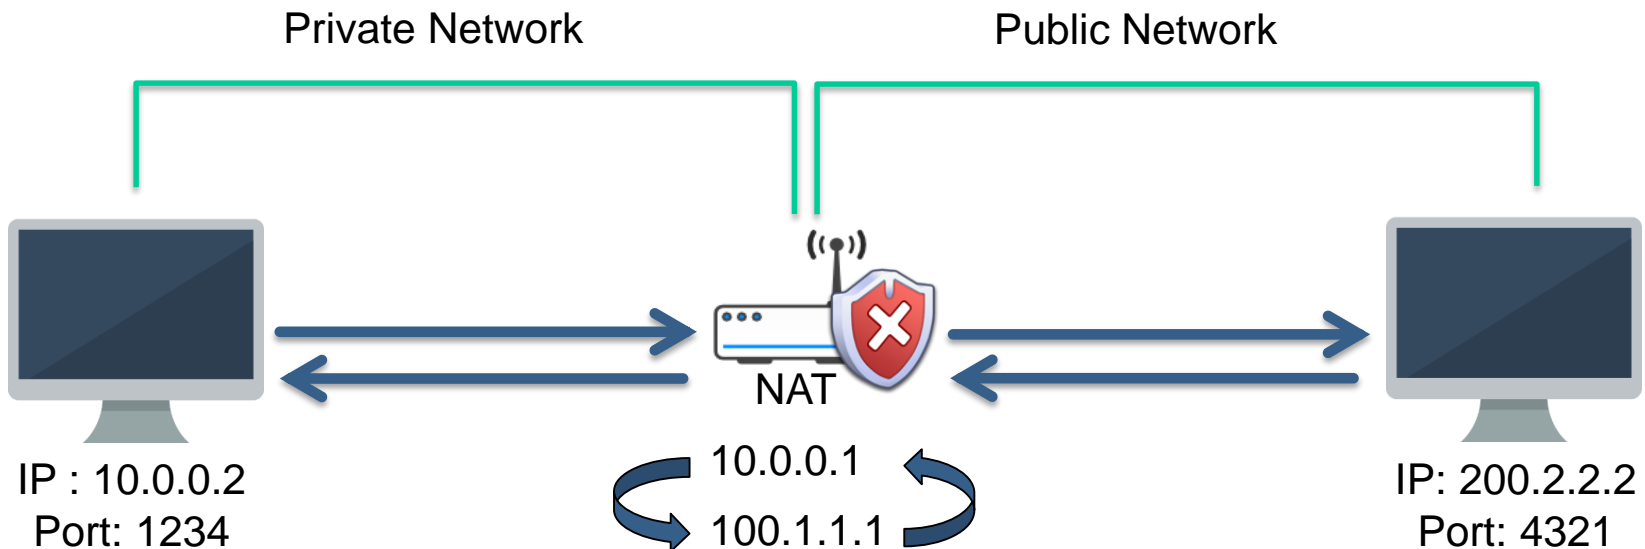 Private Network
Public Network
NAT
10.0.0.1
100.1.1.1
IP : 10.0.0.2
Port: 1234
IP: 200.2.2.2
Port: 4321